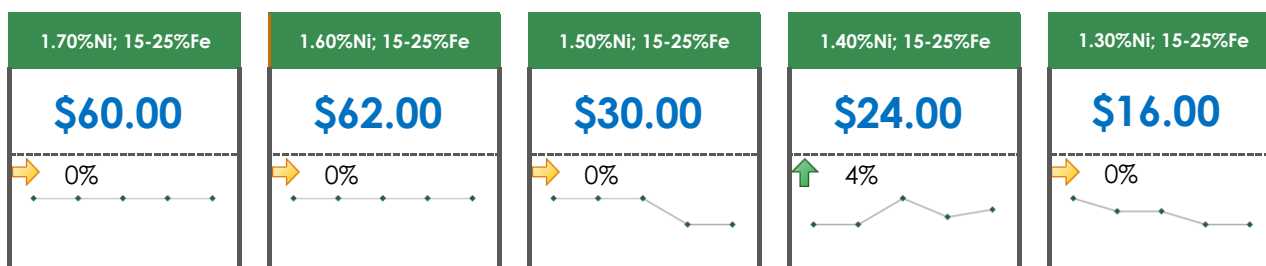 1.70%Ni; 15-25%Fe
$60.00
0%
1.60%Ni; 15-25%Fe
$62.00
0%
1.50%Ni; 15-25%Fe
$30.00
0%
1.40%Ni; 15-25%Fe
$24.00
4%
1.30%Ni; 15-25%Fe
$16.00
0%